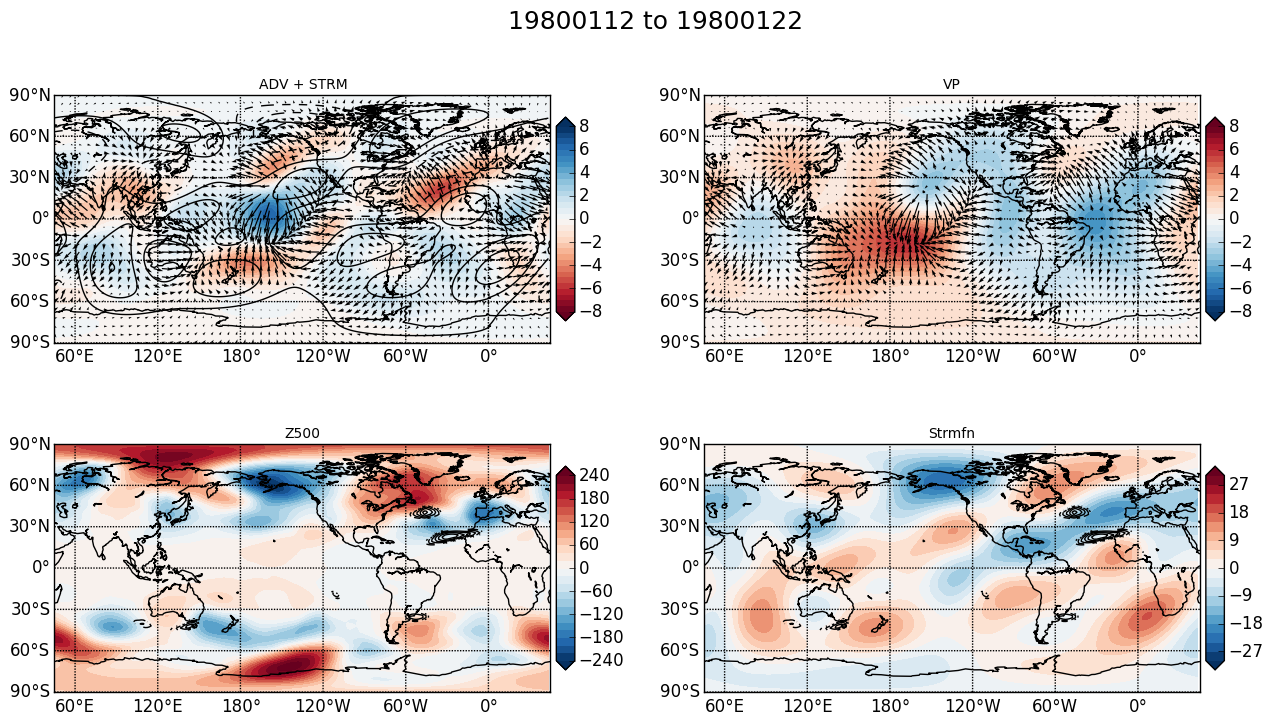 19800112 to 19800122
ADV + STRM
90°N
60°N
30°N
0°
30°S
60°S
90°S
60°E 120°E 180° 120°W 60°W 0°
8
6
4
2
0
−2
−4
−6
−8
VP
90°N
60°N
30°N
0°
30°S
60°S
90°S
60°E 120°E 180° 120°W 60°W 0°
8
6
4
2
0
−2
−4
−6
−8
Z500
90°N
60°N
30°N
0°
30°S
60°S
90°S
60°E 120°E 180° 120°W 60°W 0°
240
180
120
60
0
−60
−120
−180
−240
Strmfn
90°N
60°N
30°N
0°
30°S
60°S
90°S
60°E 120°E 180° 120°W 60°W 0°
27
18
9
0
−9
−18
−27